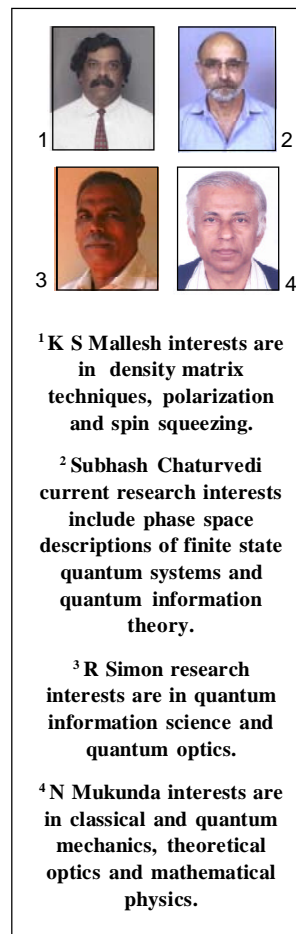 1
2
3
4
¹ K S Mallesh interests are
in density matrix
techniques, polarization
and spin squeezing.
² Subhash Chaturvedi
current research interests
include phase space
descriptions of finite state
quantum systems and
quantum information
theory.
³ R Simon research
interests are in quantum
information science and
quantum optics.
⁴ N Mukunda interests are
in classical and quantum
mechanics, theoretical
optics and mathematical
physics.